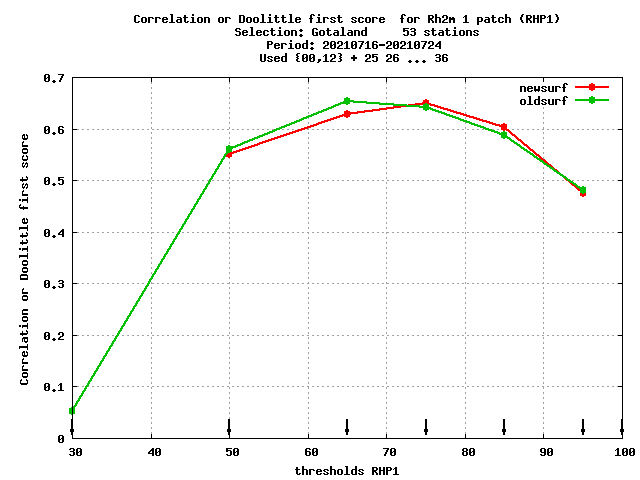 Correlation or Doolittle first score  for Rh2m 1 patch (RHP1)
Selection: Gotaland     53 stations
Period: 20210716-20210724
Used {00,12} + 25 26 ... 36
newsurf
oldsurf
Correlation or Doolittle first score
0.7
0.6
0.5
0.4
0.3
0.2
0.1
0
30 40 50 60 70 80 90 100
thresholds RHP1